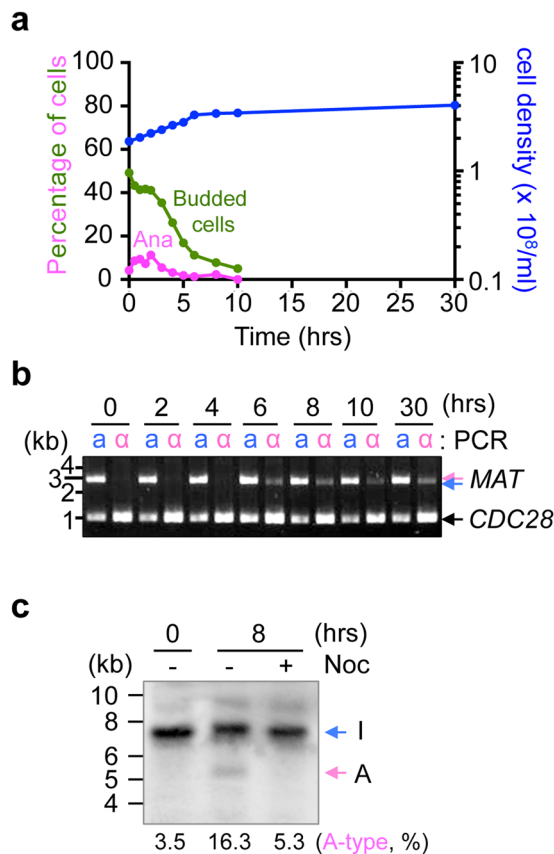 a
Percentage of cells
100
80
60
40
20
0
Budded
cells
Ana
10
1
0.1
cell density (x 10⁸/ml)
0 5 10 15 20 25 30
Time (hrs)
b
0 2 4 6 8 10 30 (hrs)
(kb) a α a α a α a α a α a α a α : PCR
4
3
2
1
MAT
CDC28
c
0 8 (hrs)
(kb) - - + Noc
10
8
6
5
4
I
A
3.5 16.3 5.3 (A-type, %)